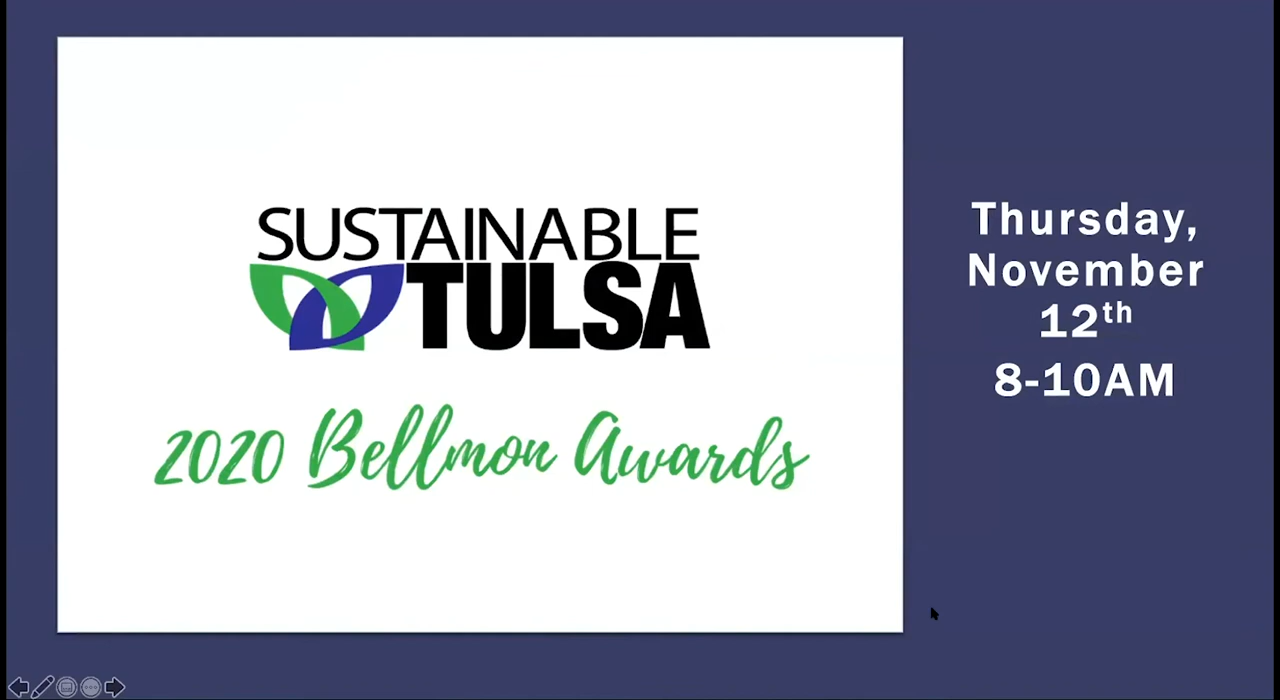 SUSTAINABLE
TULSA
2020 Bellmon Awards
Thursday,
November
12th
8-10AM